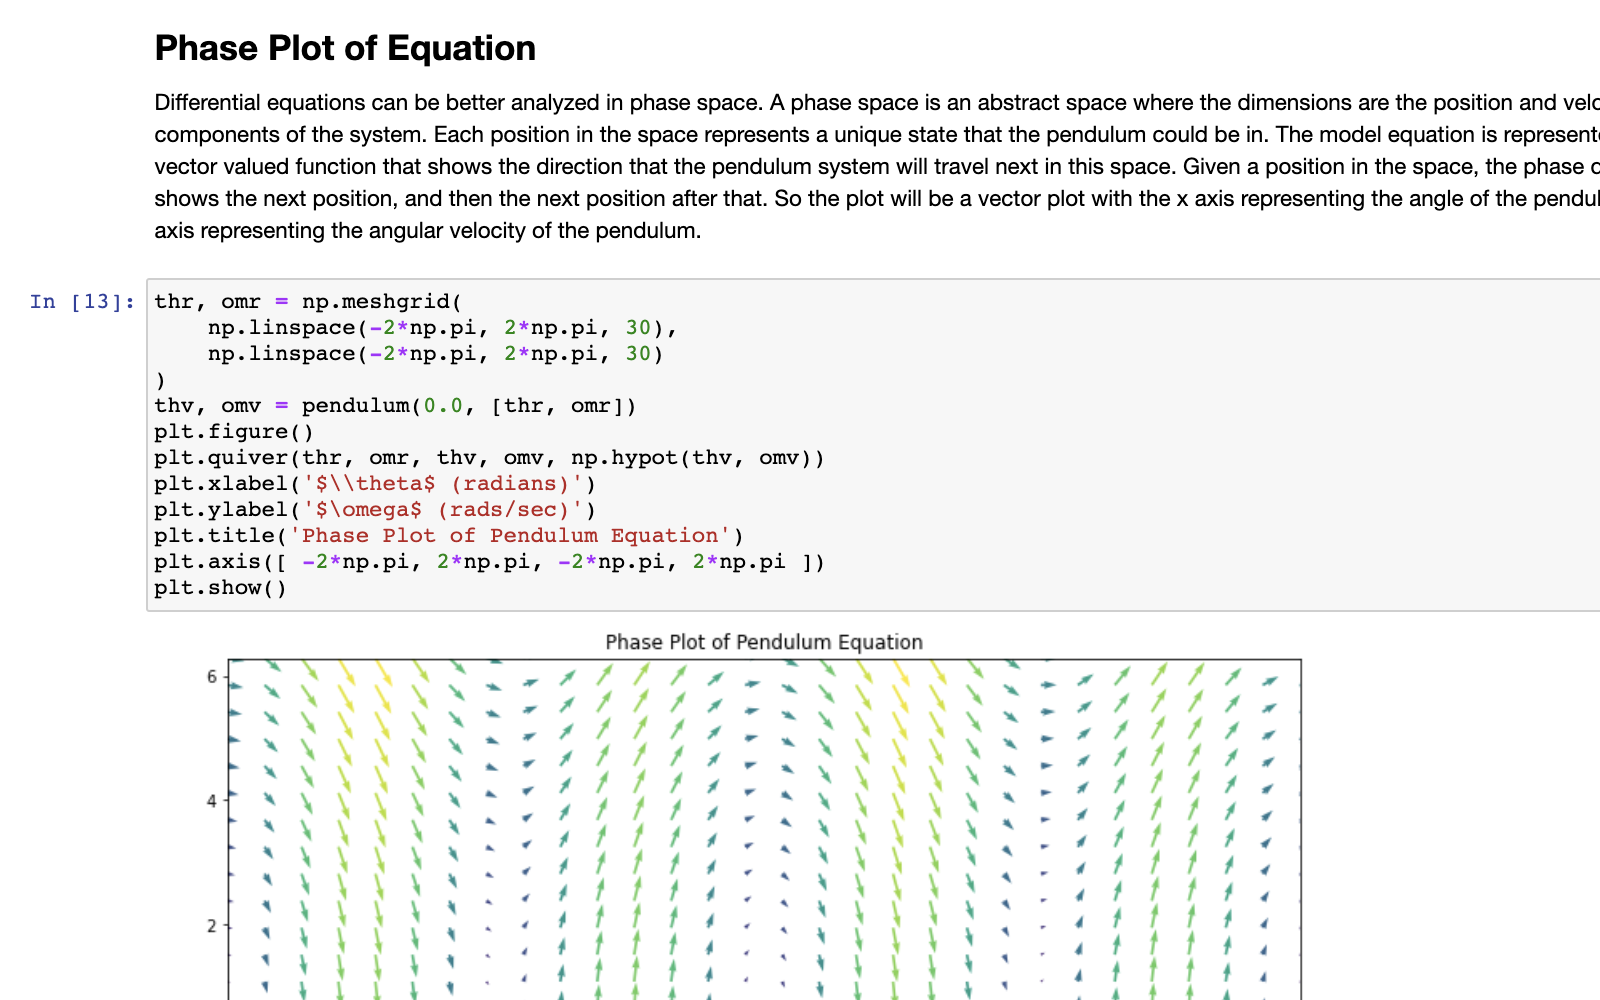 Phase Plot of Equation
Differential equations can be better analyzed in phase space. A phase space is an abstract space where the dimensions are the position and
components of the system. Each position in the space represents a unique state that the pendulum could be in. The model equation is
vector valued function that shows the direction that the pendulum system will travel next in this space. Given a position in the space, the phase
shows the next position, and then the next position after that. So the plot will be a vector plot with the x axis representing the angle of the
axis representing the angular velocity of the pendulum.
In [13]:
thr, omr = np.meshgrid(
    np.linspace(-2*np.pi, 2*np.pi, 30),
    np.linspace(-2*np.pi, 2*np.pi, 30)
)
thv, omv = pendulum(0.0, [thr, omr])
plt.figure()
plt.quiver(thr, omr, thv, omv, np.hypot(thv, omv))
plt.xlabel('$\\theta$ (radians)')
plt.ylabel('$\omega$ (rads/sec)')
plt.title('Phase Plot of Pendulum Equation')
plt.axis([ -2*np.pi, 2*np.pi, -2*np.pi, 2*np.pi ])
plt.show()
Phase Plot of Pendulum Equation
6
4
2